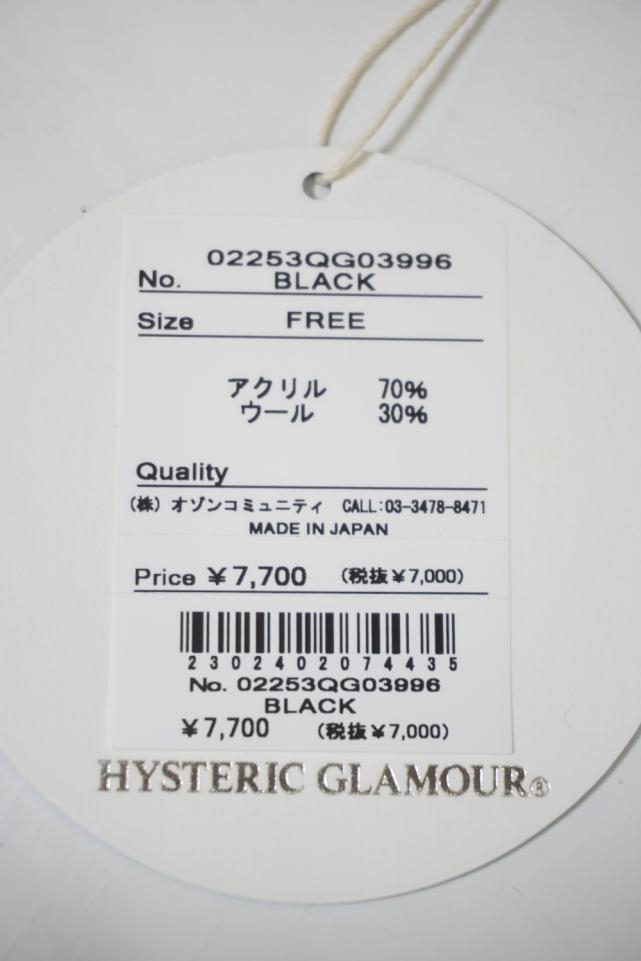 02253QG03996
No. BLACK
Size FREE
アクリル 70%
ウール 30%
Quality
(株) オゾンコミュニティ CALL:03-3478-8471
MADE IN JAPAN
Price ¥7,700 (税抜¥7,000)
2302402074435
No. 02253QG03996
BLACK
¥7,700 (税抜¥7,000)
HYSTERIC GLAMOUR®